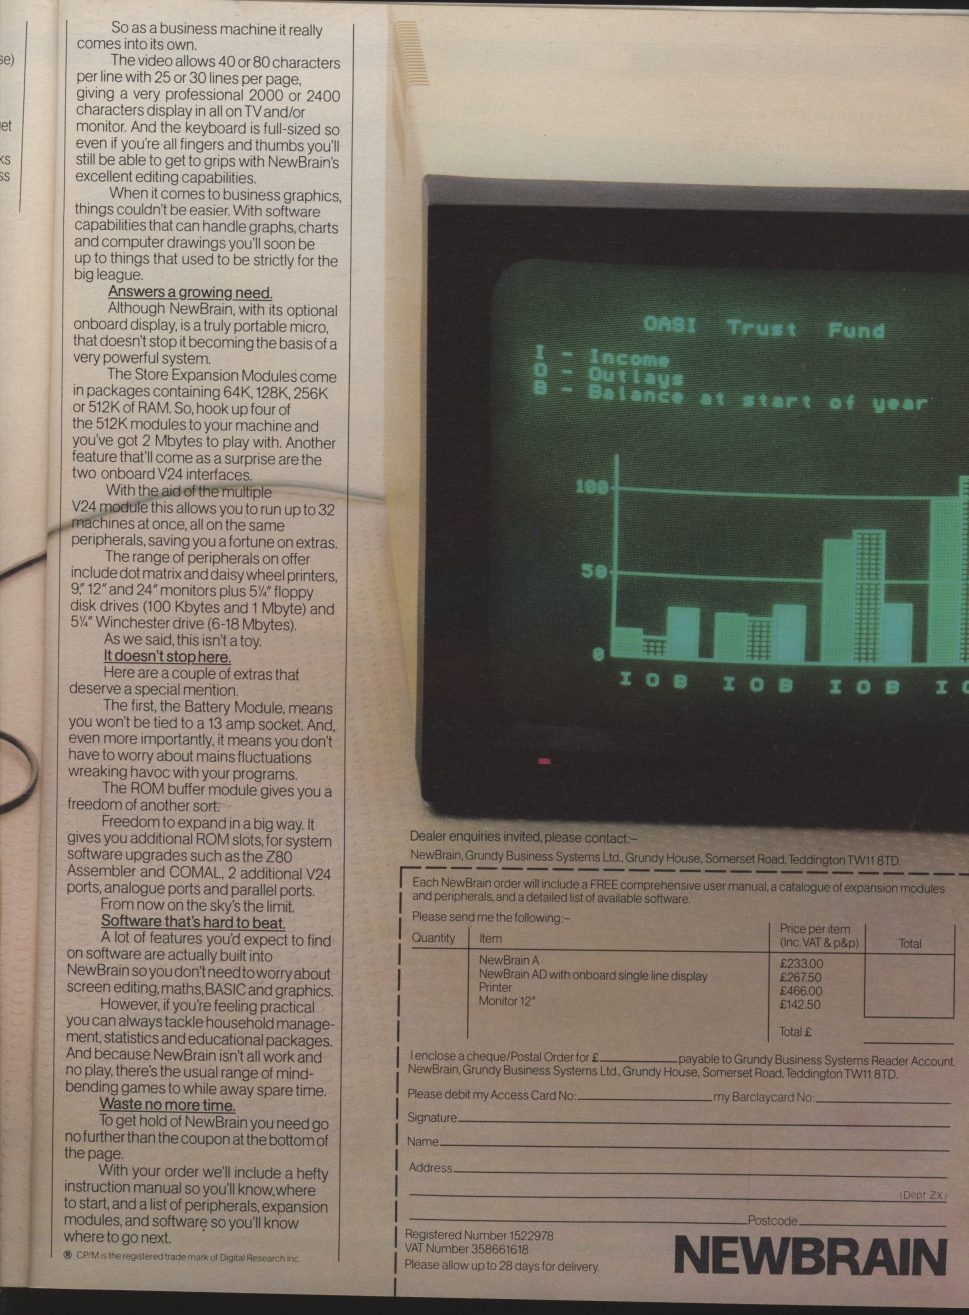 se)
et
ks
ss
So as a business machine it really
comes into its own.
The video allows 40 or 80 characters
per line with 25 or 30 lines per page,
giving a very professional 2000 or 2400
characters display in all on TV and/or
monitor. And the keyboard is full-sized so
even if you're all fingers and thumbs you'll
still be able to get to grips with NewBrain's
excellent editing capabilities.
When it comes to business graphics,
things couldn't be easier. With software
capabilities that can handle graphs, charts
and computer drawings you'll soon be
up to things that used to be strictly for the
big league.
Answers a growing need.
Although NewBrain, with its optional
onboard display, is a truly portable micro,
that doesn't stop it becoming the basis of a
very powerful system.
The Store Expansion Modules come
in packages containing 64K, 128K, 256K
or 512K of RAM. So, hook up four of
the 512K modules to your machine and
you've got 2 Mbytes to play with. Another
feature that'll come as a surprise are the
two onboard V24 interfaces.
With the aid of the multiple
V24 module this allows you to run up to 32
machines at once, all on the same
peripherals, saving you a fortune on extras.
The range of peripherals on offer
include dot matrix and daisy wheel printers,
9," 12" and 24" monitors plus 5¼" floppy
disk drives (100 Kbytes and 1 Mbyte) and
5¼" Winchester drive (6-18 Mbytes).
As we said, this isn't a toy.
It doesn't stop here.
Here are a couple of extras that
deserve a special mention.
The first, the Battery Module, means
you won't be tied to a 13 amp socket. And,
even more importantly, it means you don't
have to worry about mains fluctuations
wreaking havoc with your programs.
The ROM buffer module gives you a
freedom of another sort.
Freedom to expand in a big way. It
gives you additional ROM slots, for system
software upgrades such as the Z80
Assembler and COMAL, 2 additional V24
ports, analogue ports and parallel ports.
From now on the sky's the limit.
Software that's hard to beat.
A lot of features you'd expect to find
on software are actually built into
NewBrain so you don't need to worry about
screen editing, maths, BASIC and graphics.
However, if you're feeling practical
you can always tackle household manage-
ment, statistics and educational packages.
And because NewBrain isn't all work and
no play, there's the usual range of mind-
bending games to while away spare time.
Waste no more time.
To get hold of NewBrain you need go
no further than the coupon at the bottom of
the page.
With your order we'll include a hefty
instruction manual so you'll know where
to start, and a list of peripherals, expansion
modules, and software so you'll know
where to go next.
® CP/M is the registered trade mark of Digital Research Inc.
OASI Trust Fund
I - Income
O - Outlays
B - Balance at start of year
100
50
0
I O B I O B I O B I O
Dealer enquiries invited, please contact:–
NewBrain, Grundy Business Systems Ltd., Grundy House, Somerset Road, Teddington TW11 8TD.
Each NewBrain order will include a FREE comprehensive user manual, a catalogue of expansion modules
and peripherals, and a detailed list of available software.
Please send me the following:–
Quantity Item Price per item (Inc. VAT & p&p) Total
NewBrain A £233.00
NewBrain AD with onboard single line display £267.50
Printer £466.00
Monitor 12" £142.50
Total £
I enclose a cheque/Postal Order for £ payable to Grundy Business Systems Reader Account.
NewBrain, Grundy Business Systems Ltd., Grundy House, Somerset Road, Teddington TW11 8TD.
Please debit my Access Card No: my Barclaycard No:
Signature
Name
Address
(Dept ZX)
Postcode
Registered Number 1522978
VAT Number 358661618
Please allow up to 28 days for delivery.
NEWBRAIN